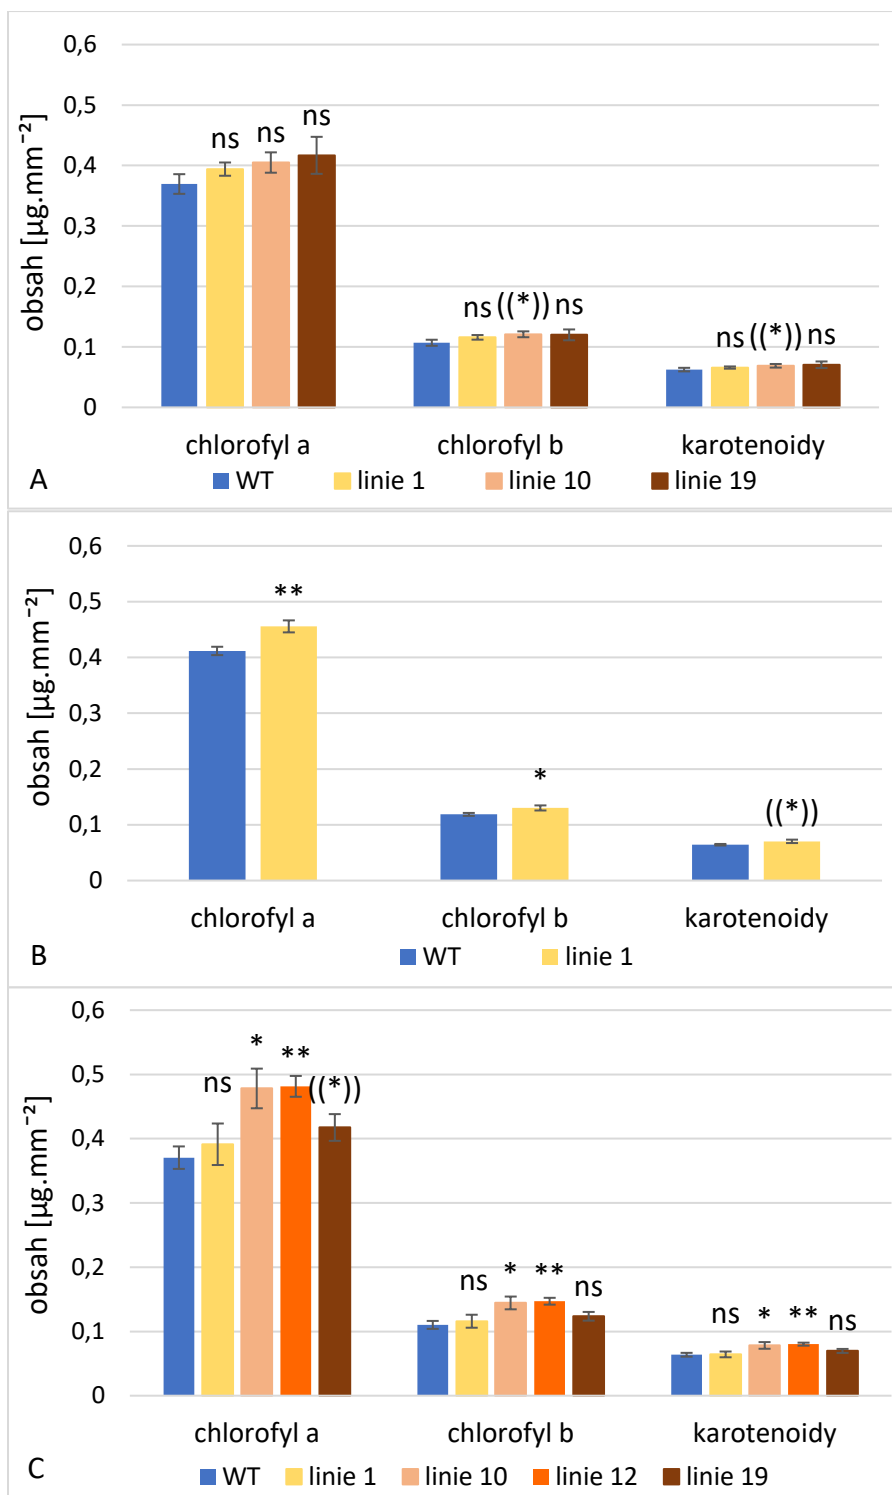 0,6
0,5
0,4
0,3
0,2
0,1
0
obsah [µg.mm⁻²]
ns ns ns
ns ((*)) ns
ns ((*)) ns
chlorofyl a chlorofyl b karotenoidy
WT linie 1 linie 10 linie 19
A
0,6
0,5
0,4
0,3
0,2
0,1
0
obsah [µg.mm⁻²]
**
*
((*))
chlorofyl a chlorofyl b karotenoidy
WT linie 1
B
0,6
0,5
0,4
0,3
0,2
0,1
0
obsah [µg.mm⁻²]
ns * ** ((*))
ns * ** ns
ns * ** ns
chlorofyl a chlorofyl b karotenoidy
WT linie 1 linie 10 linie 12 linie 19
C